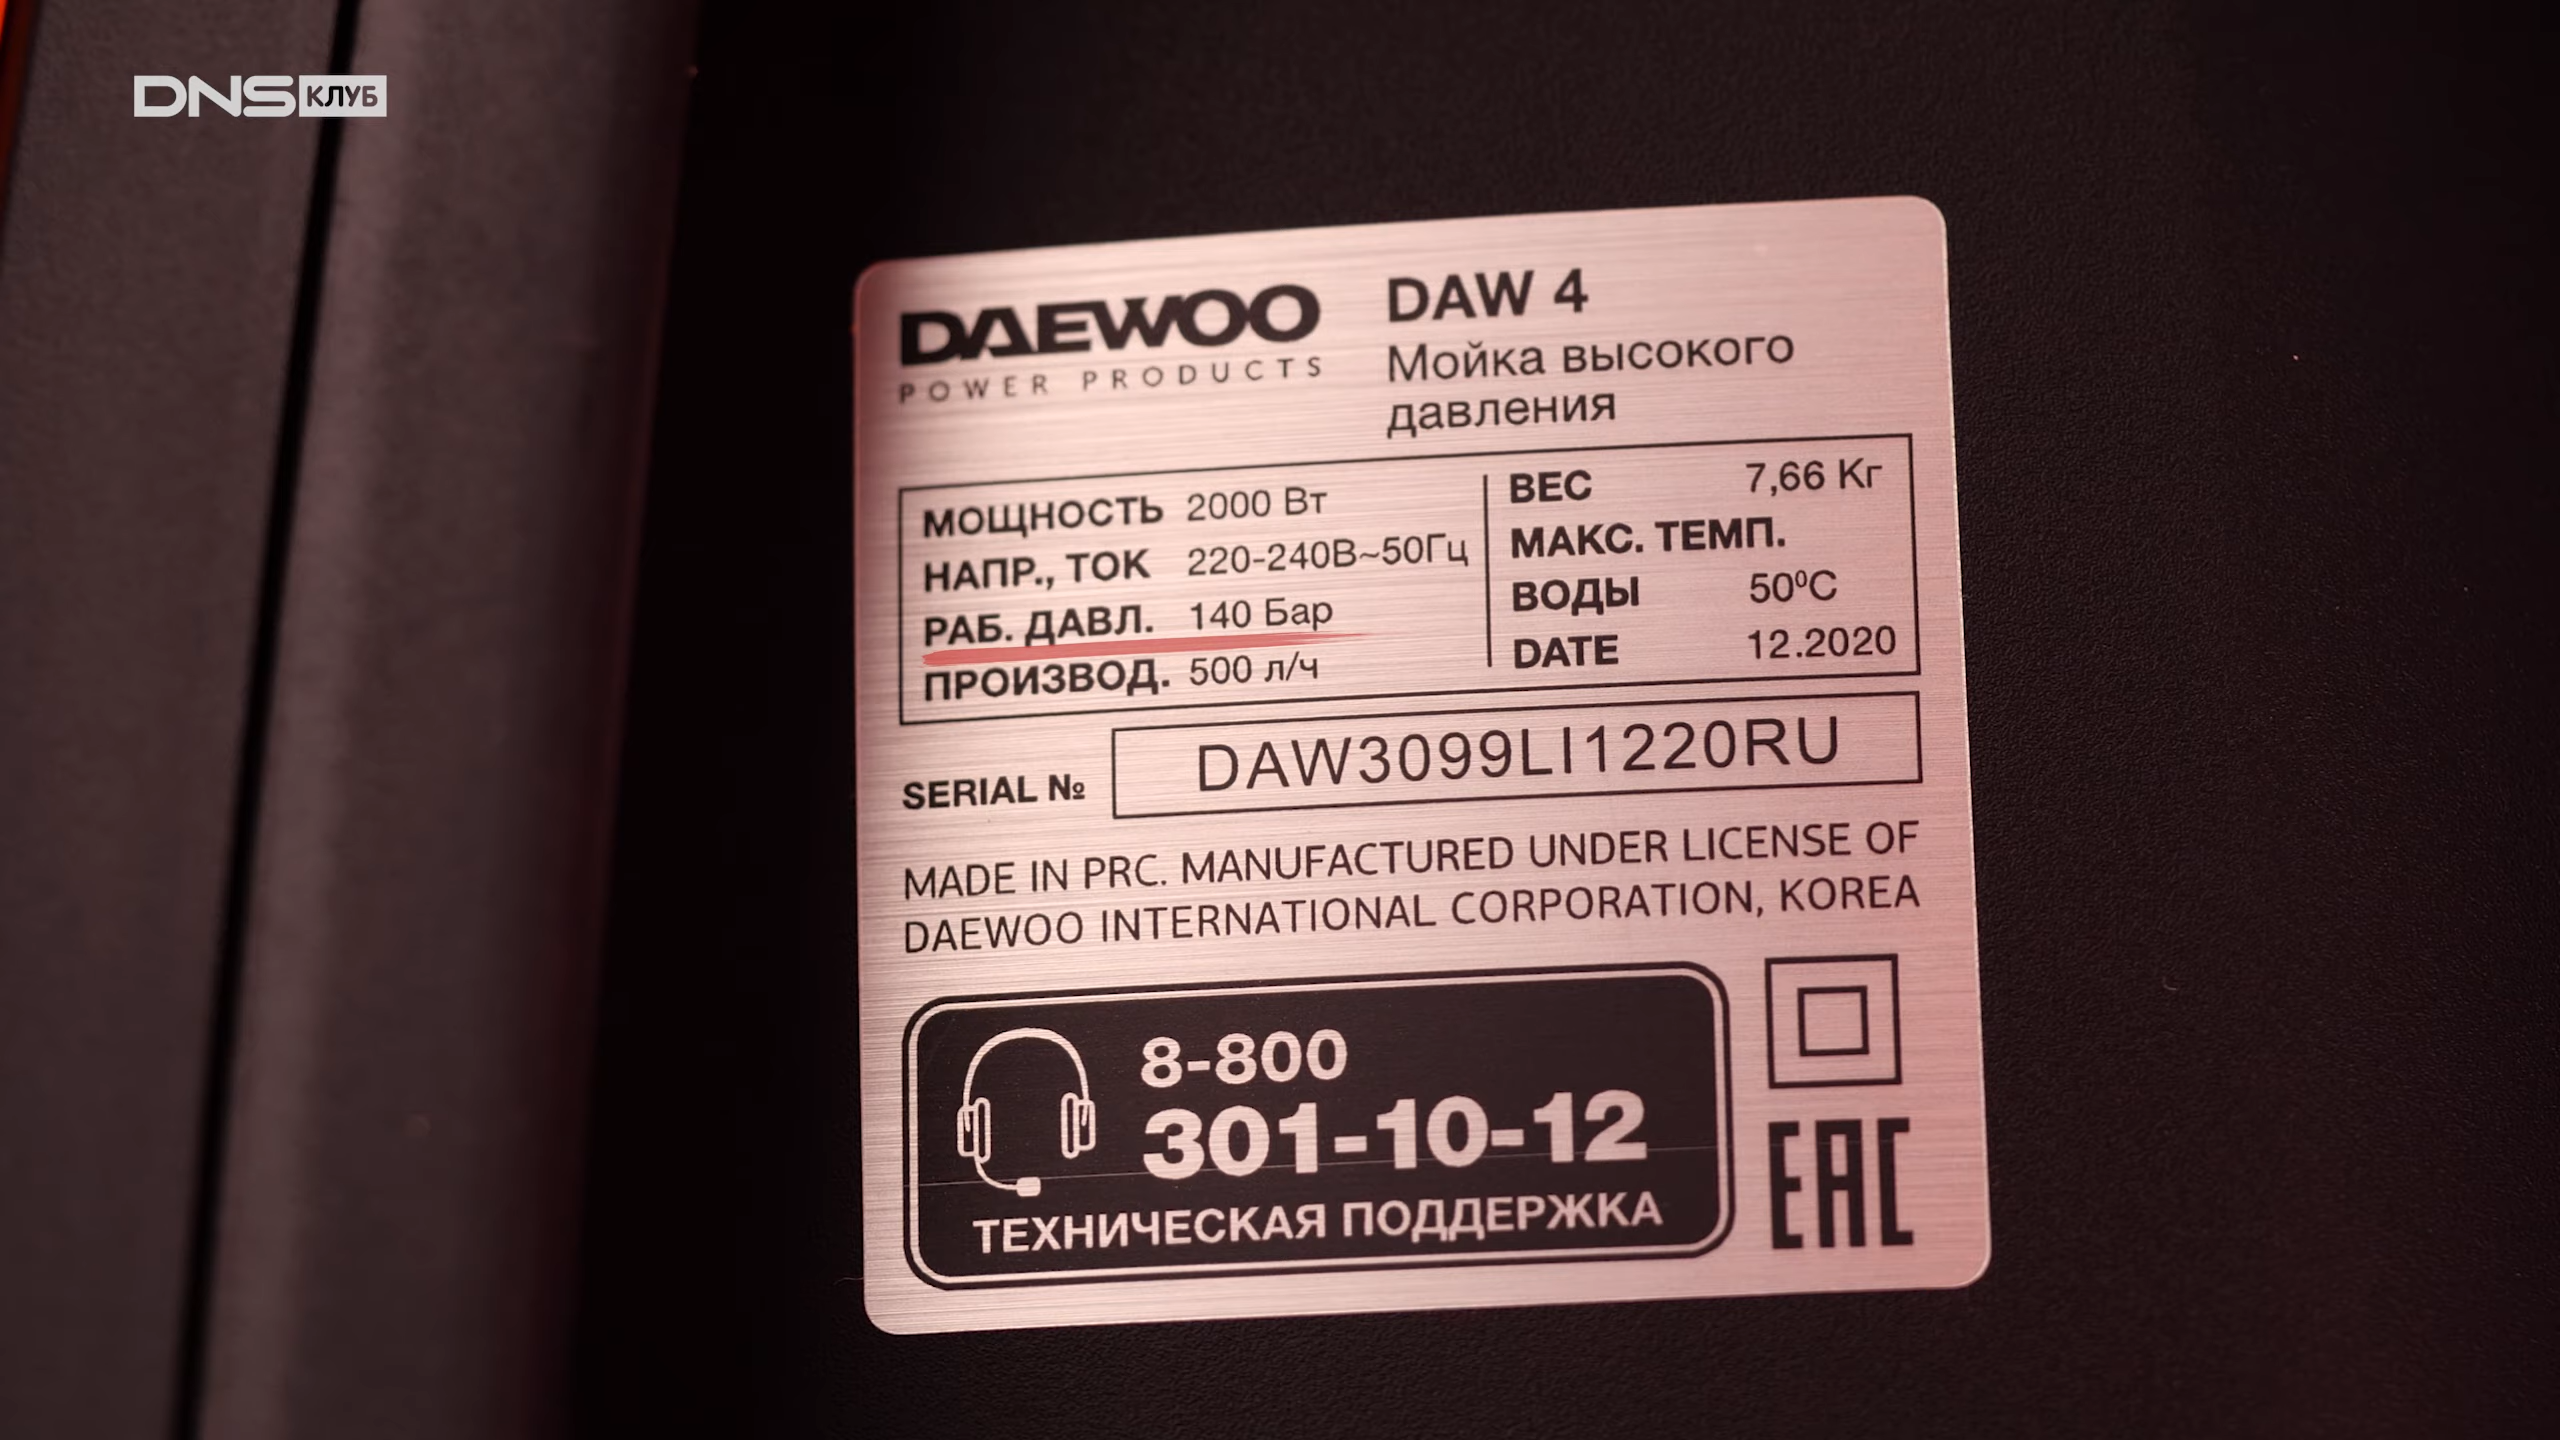 DNS КЛУБ
DAEWOO
POWER PRODUCTS
DAW 4
Мойка высокого
давления
МОЩНОСТЬ 2000 Вт
НАПР., ТОК 220-240В~50Гц
РАБ. ДАВЛ. 140 Бар
ПРОИЗВОД. 500 л/ч
ВЕС 7,66 Кг
МАКС. ТЕМП.
ВОДЫ 50⁰С
DATE 12.2020
SERIAL № DAW3099LI1220RU
MADE IN PRC. MANUFACTURED UNDER LICENSE OF
DAEWOO INTERNATIONAL CORPORATION, KOREA
8-800
301-10-12
ТЕХНИЧЕСКАЯ ПОДДЕРЖКА
EAC